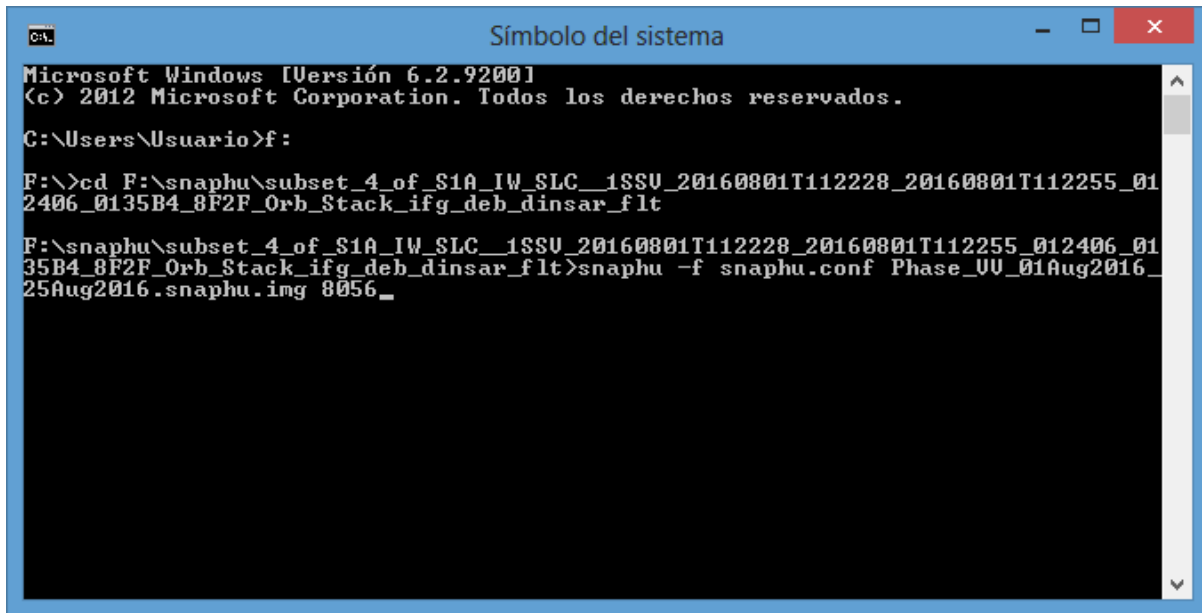 Símbolo del sistema
Microsoft Windows [Versión 6.2.9200]
(c) 2012 Microsoft Corporation. Todos los derechos reservados.
C:\Users\Usuario>f:
F:\>cd F:\snaphu\subset_4_of_S1A_IW_SLC__1SSV_20160801T112228_20160801T112255_01
2406_0135B4_8F2F_Orb_Stack_ifg_deb_dinsar_flt
F:\snaphu\subset_4_of_S1A_IW_SLC__1SSV_20160801T112228_20160801T112255_012406_01
35B4_8F2F_Orb_Stack_ifg_deb_dinsar_flt>snaphu -f snaphu.conf Phase_VV_01Aug2016_
25Aug2016.snaphu.img 8056_